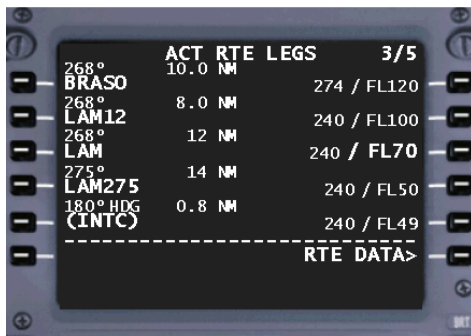 ACT RTE LEGS 3/5
268° 10.0 NM
BRASO 274 / FL120
268° 8.0 NM
LAM12 240 / FL100
268° 12 NM
LAM 240 / FL70
275° 14 NM
LAM275 240 / FL50
180° HDG 0.8 NM
(INTC) 240 / FL49
RTE DATA>